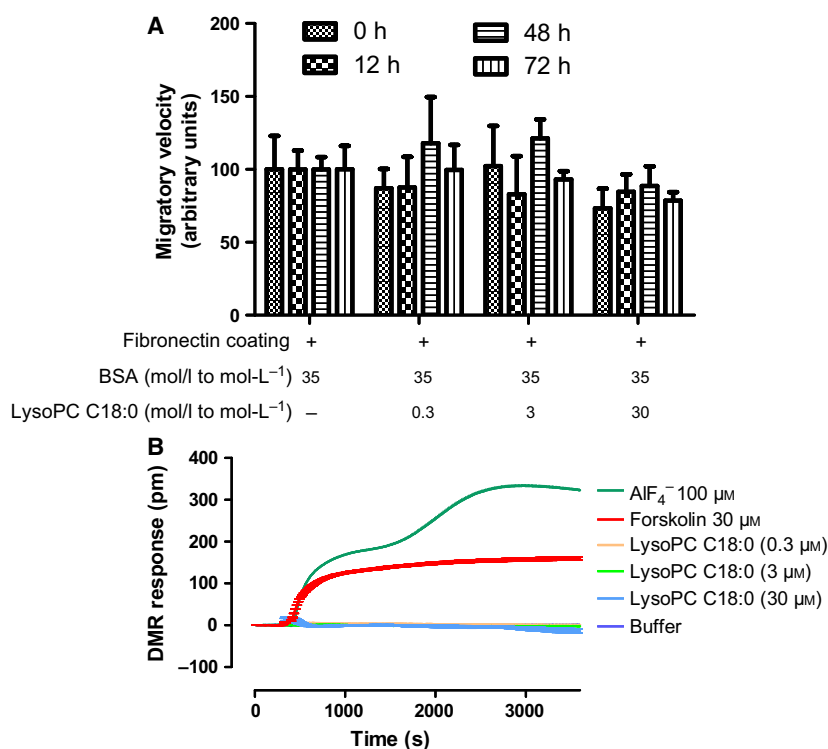 A
200
150
100
50
0
Migratory velocity
(arbitrary units)
0 h
12 h
48 h
72 h
Fibronectin coating + + + +
BSA (mol/l to mol-L⁻¹) 35 35 35 35
LysoPC C18:0 (mol/l to mol-L⁻¹) – 0.3 3 30
B
400
300
200
100
0
–100
DMR response (pm)
0 1000 2000 3000
Time (s)
AlF₄⁻ 100 μM
Forskolin 30 μM
LysoPC C18:0 (0.3 μM)
LysoPC C18:0 (3 μM)
LysoPC C18:0 (30 μM)
Buffer